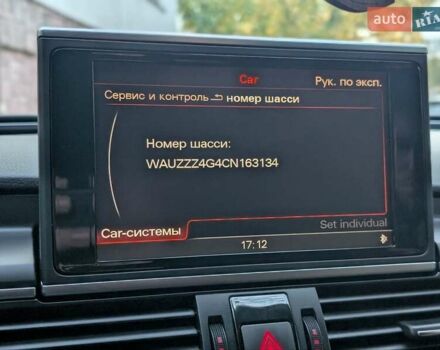 auto RIA
Car
Рук. по эксп.
Сервис и контроль номер шасси
Номер шасси:
WAUZZZ4G4CN163134
Set individual
Car-системы
17:12